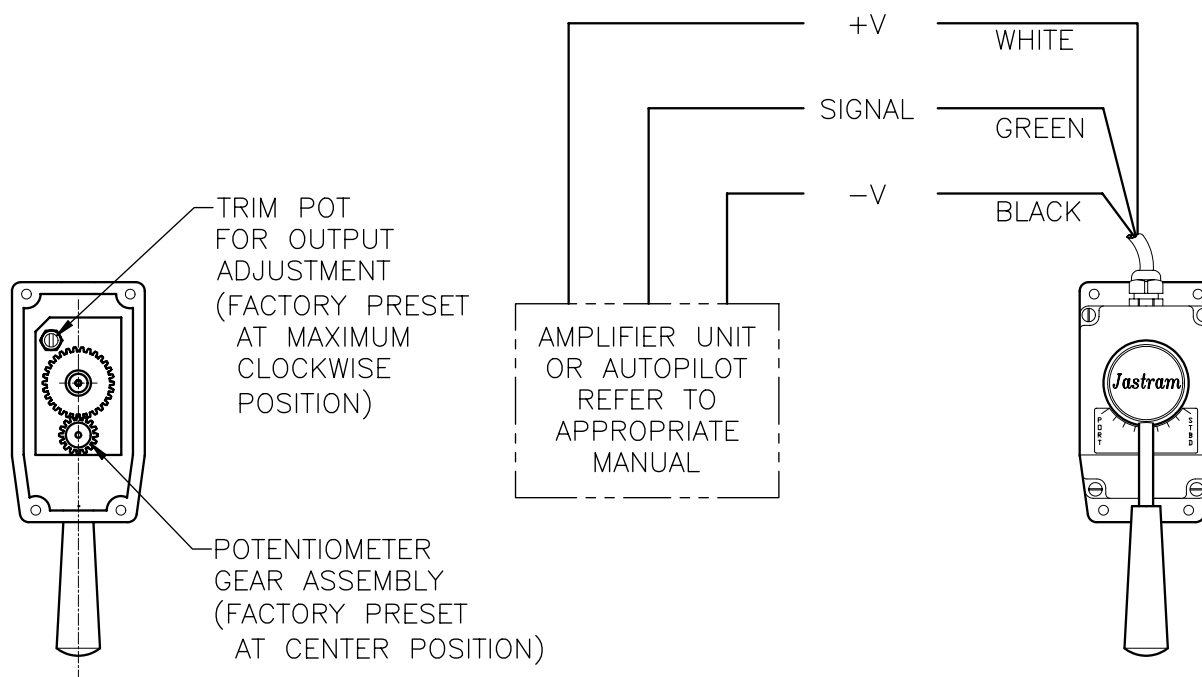 +V
WHITE
SIGNAL
GREEN
−V
BLACK
TRIM POT
FOR OUTPUT
ADJUSTMENT
(FACTORY PRESET
AT MAXIMUM
CLOCKWISE
POSITION)
AMPLIFIER UNIT
OR AUTOPILOT
REFER TO
APPROPRIATE
MANUAL
Jastram
PORT
STBD
POTENTIOMETER
GEAR ASSEMBLY
(FACTORY PRESET
AT CENTER POSITION)